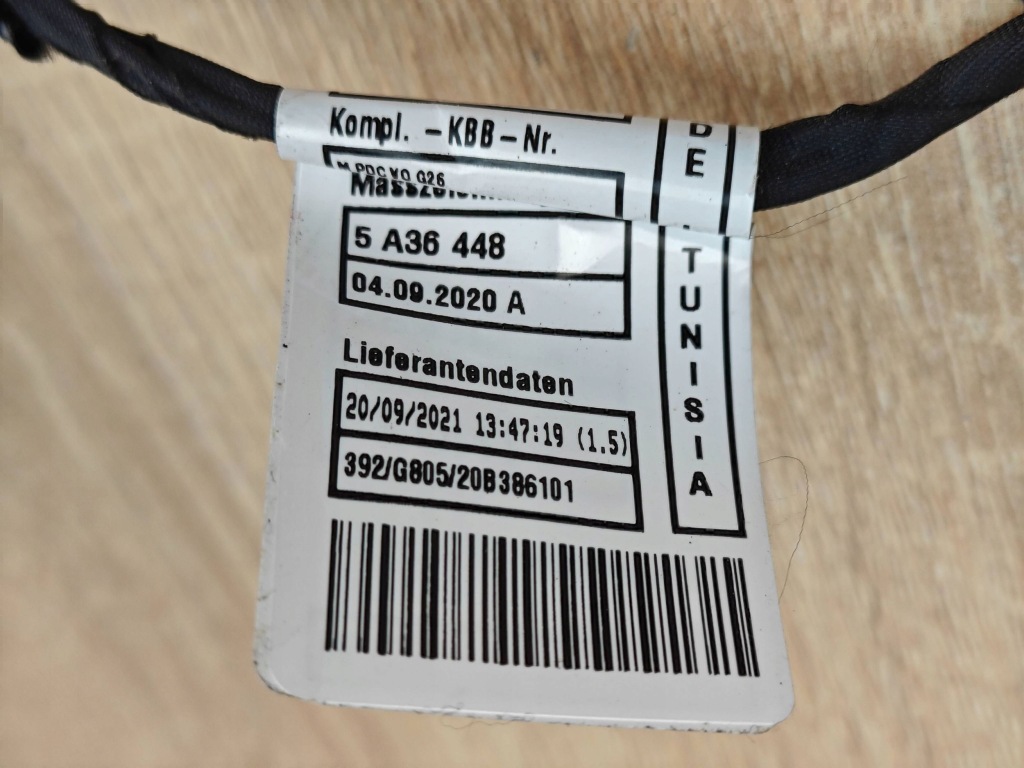 Kompl. -KBB-Nr.
PDC VO G26
5 A36 448
04.09.2020 A
Lieferantendaten
20/09/2021 13:47:19 (1.5)
392/G805/20B386101
DE
TUNISIA